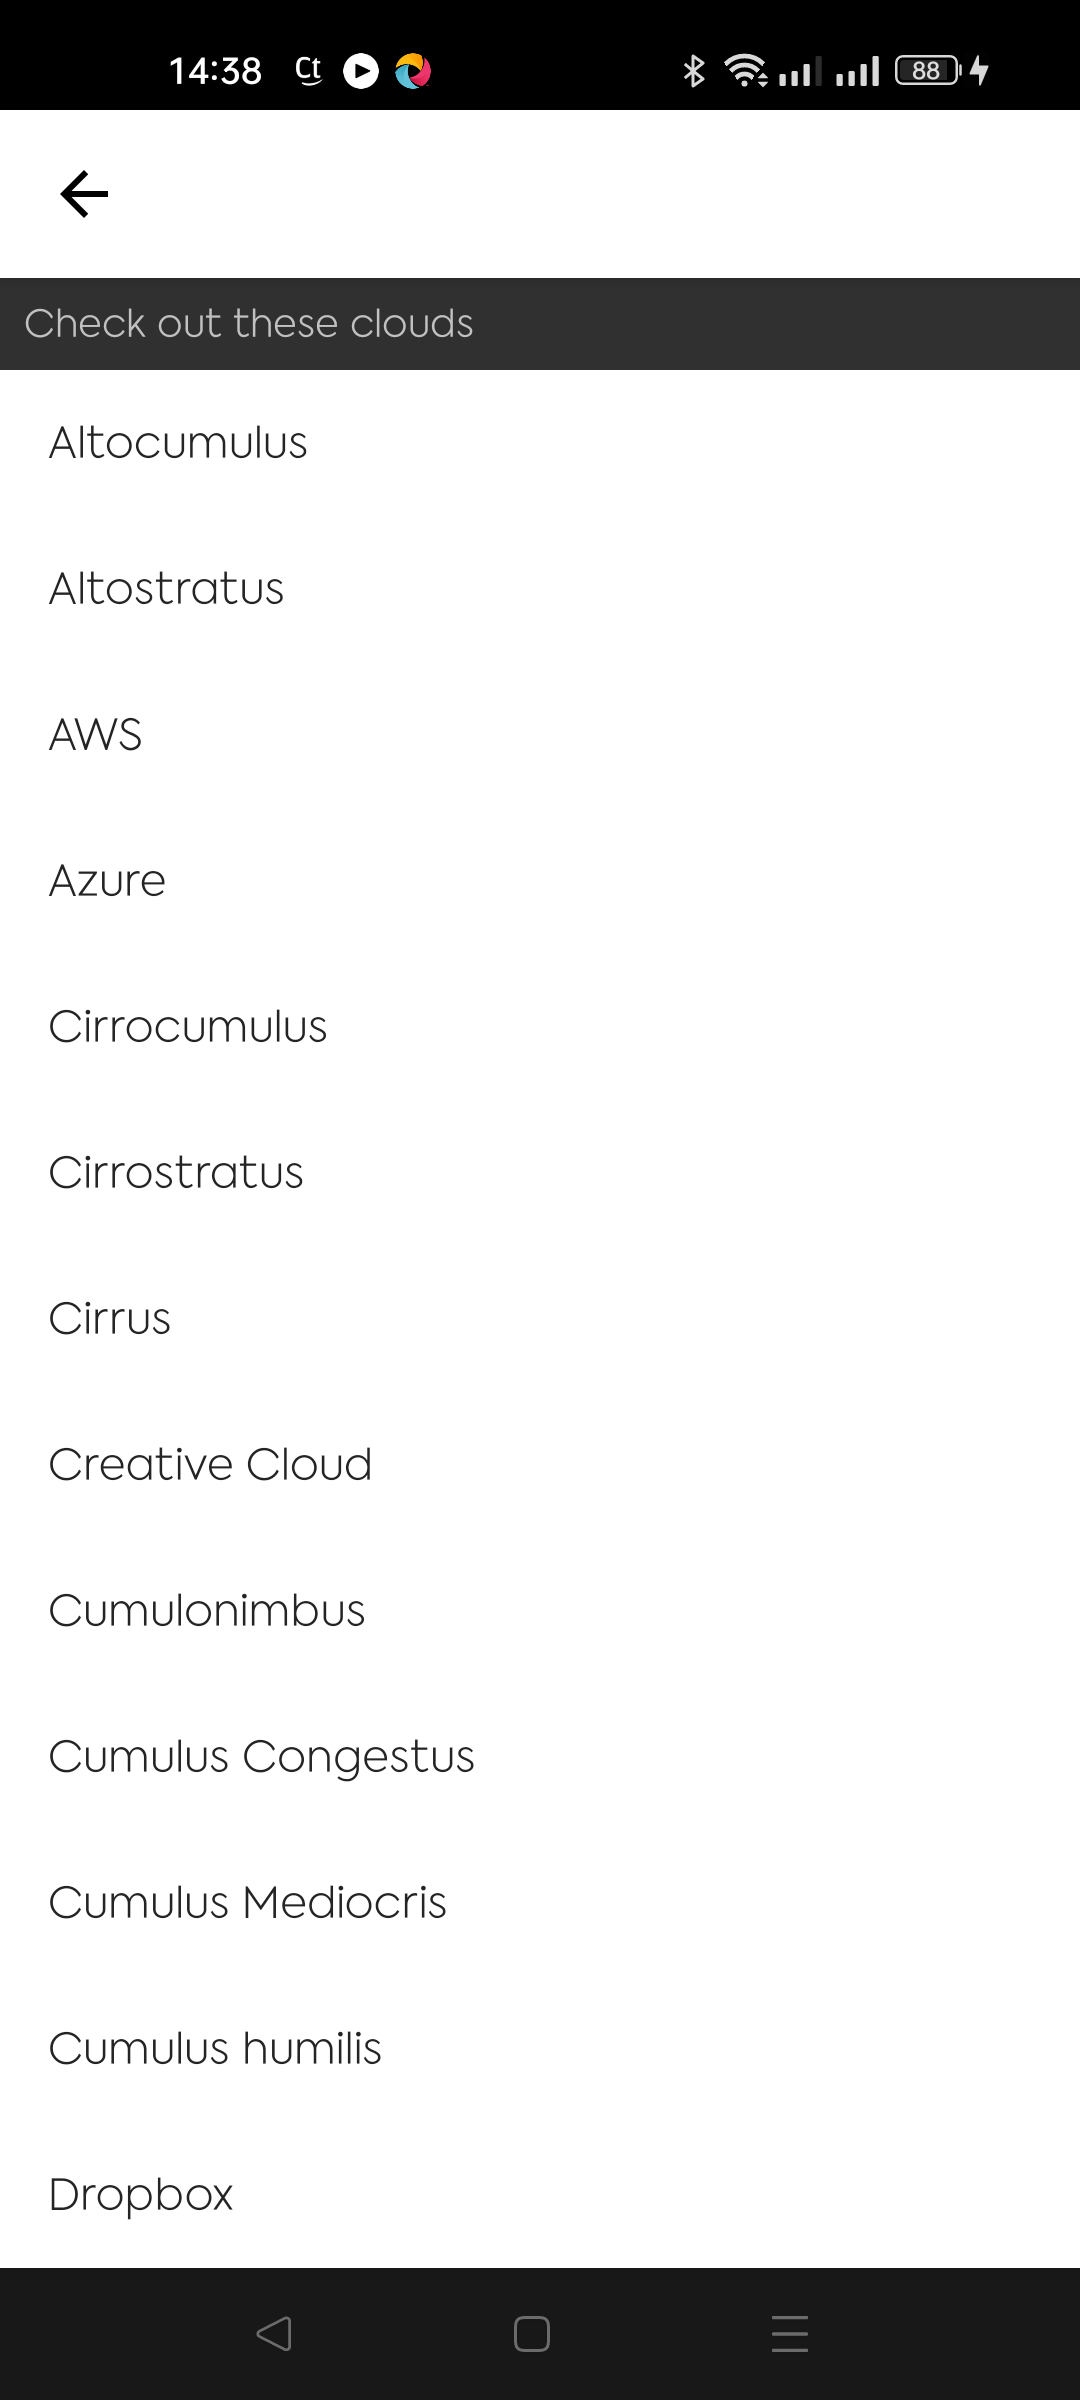 14:38 Ct 88
Check out these clouds
Altocumulus
Altostratus
AWS
Azure
Cirrocumulus
Cirrostratus
Cirrus
Creative Cloud
Cumulonimbus
Cumulus Congestus
Cumulus Mediocris
Cumulus humilis
Dropbox